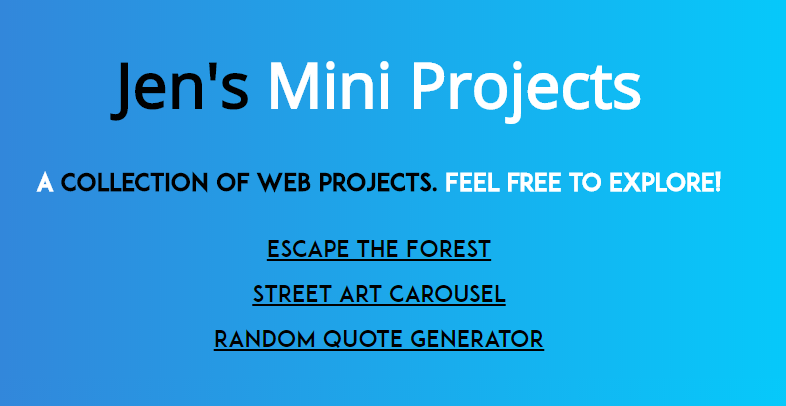 Jen's Mini Projects
A COLLECTION OF WEB PROJECTS. FEEL FREE TO EXPLORE!
ESCAPE THE FOREST
STREET ART CAROUSEL
RANDOM QUOTE GENERATOR